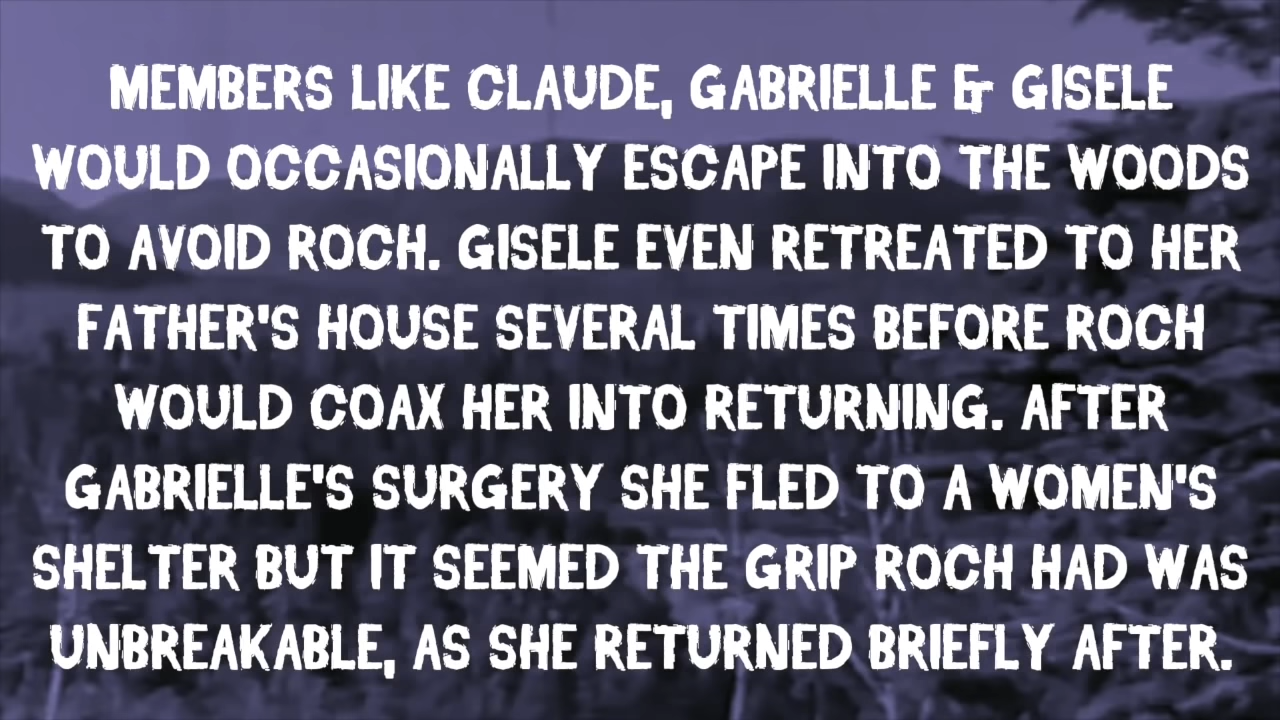 MEMBERS LIKE CLAUDE, GABRIELLE & GISELE
WOULD OCCASIONALLY ESCAPE INTO THE WOODS
TO AVOID ROCH. GISELE EVEN RETREATED TO HER
FATHER'S HOUSE SEVERAL TIMES BEFORE ROCH
WOULD COAX HER INTO RETURNING. AFTER
GABRIELLE'S SURGERY SHE FLED TO A WOMEN'S
SHELTER BUT IT SEEMED THE GRIP ROCH HAD WAS
UNBREAKABLE, AS SHE RETURNED BRIEFLY AFTER.